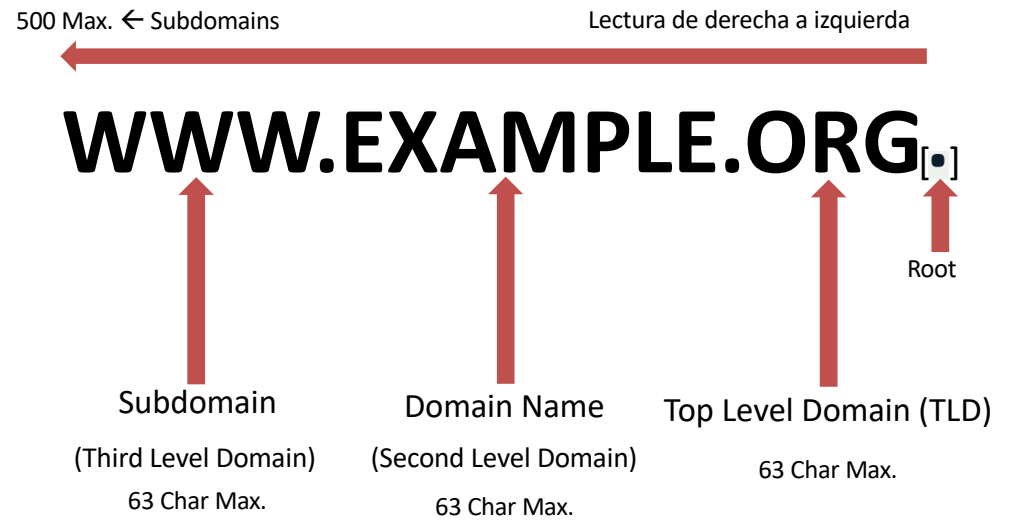 500 Max. ← Subdomains
Lectura de derecha a izquierda
WWW.EXAMPLE.ORG[.]
Root
Subdomain
(Third Level Domain)
63 Char Max.
Domain Name
(Second Level Domain)
63 Char Max.
Top Level Domain (TLD)
63 Char Max.